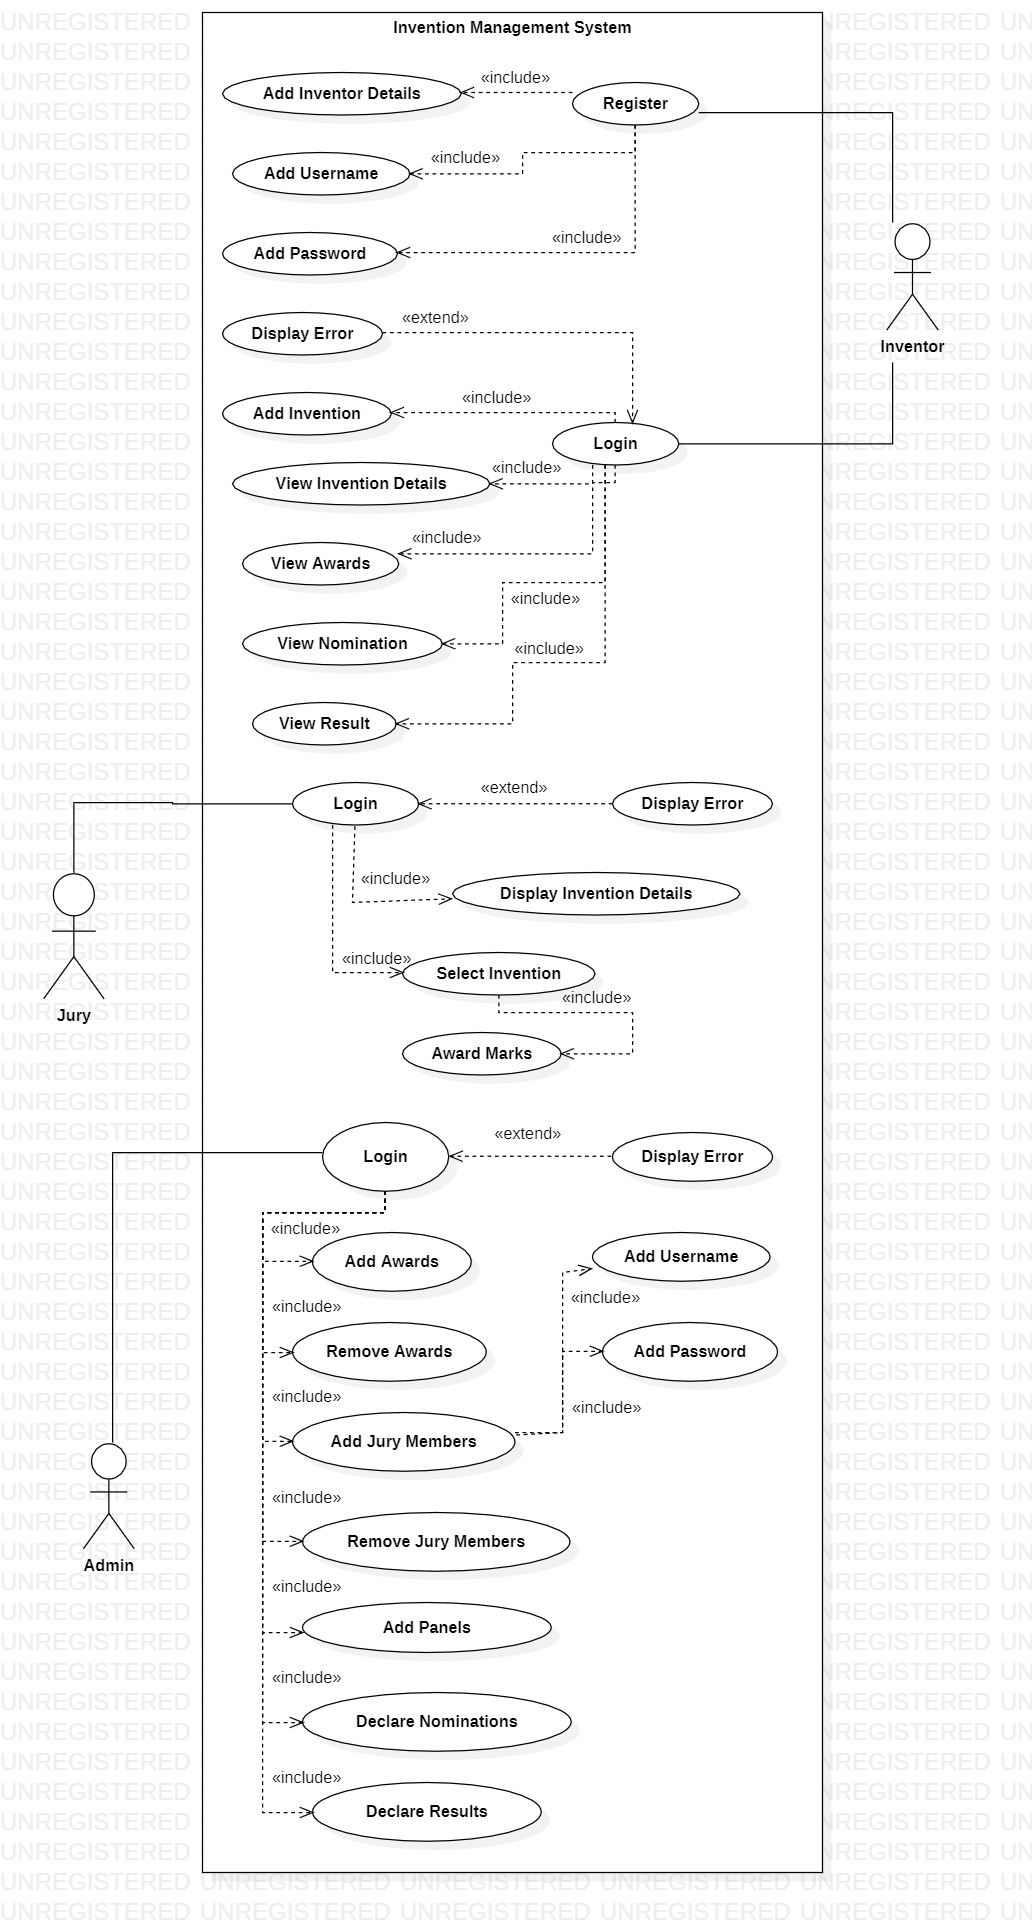 Invention Management System
«include»
Add Inventor Details
Register
«include»
Add Username
«include»
Add Password
Inventor
«extend»
Display Error
«include»
Add Invention
Login
«include»
View Invention Details
«include»
View Awards
«include»
View Nomination
«include»
View Result
«extend»
Login
Display Error
«include»
Display Invention Details
«include»
Select Invention
«include»
Jury
Award Marks
«extend»
Login
Display Error
«include»
Add Awards
Add Username
«include»
«include»
Remove Awards
Add Password
«include»
«include»
Add Jury Members
«include»
Remove Jury Members
Admin
«include»
Add Panels
«include»
Declare Nominations
«include»
Declare Results
UNREGISTERED